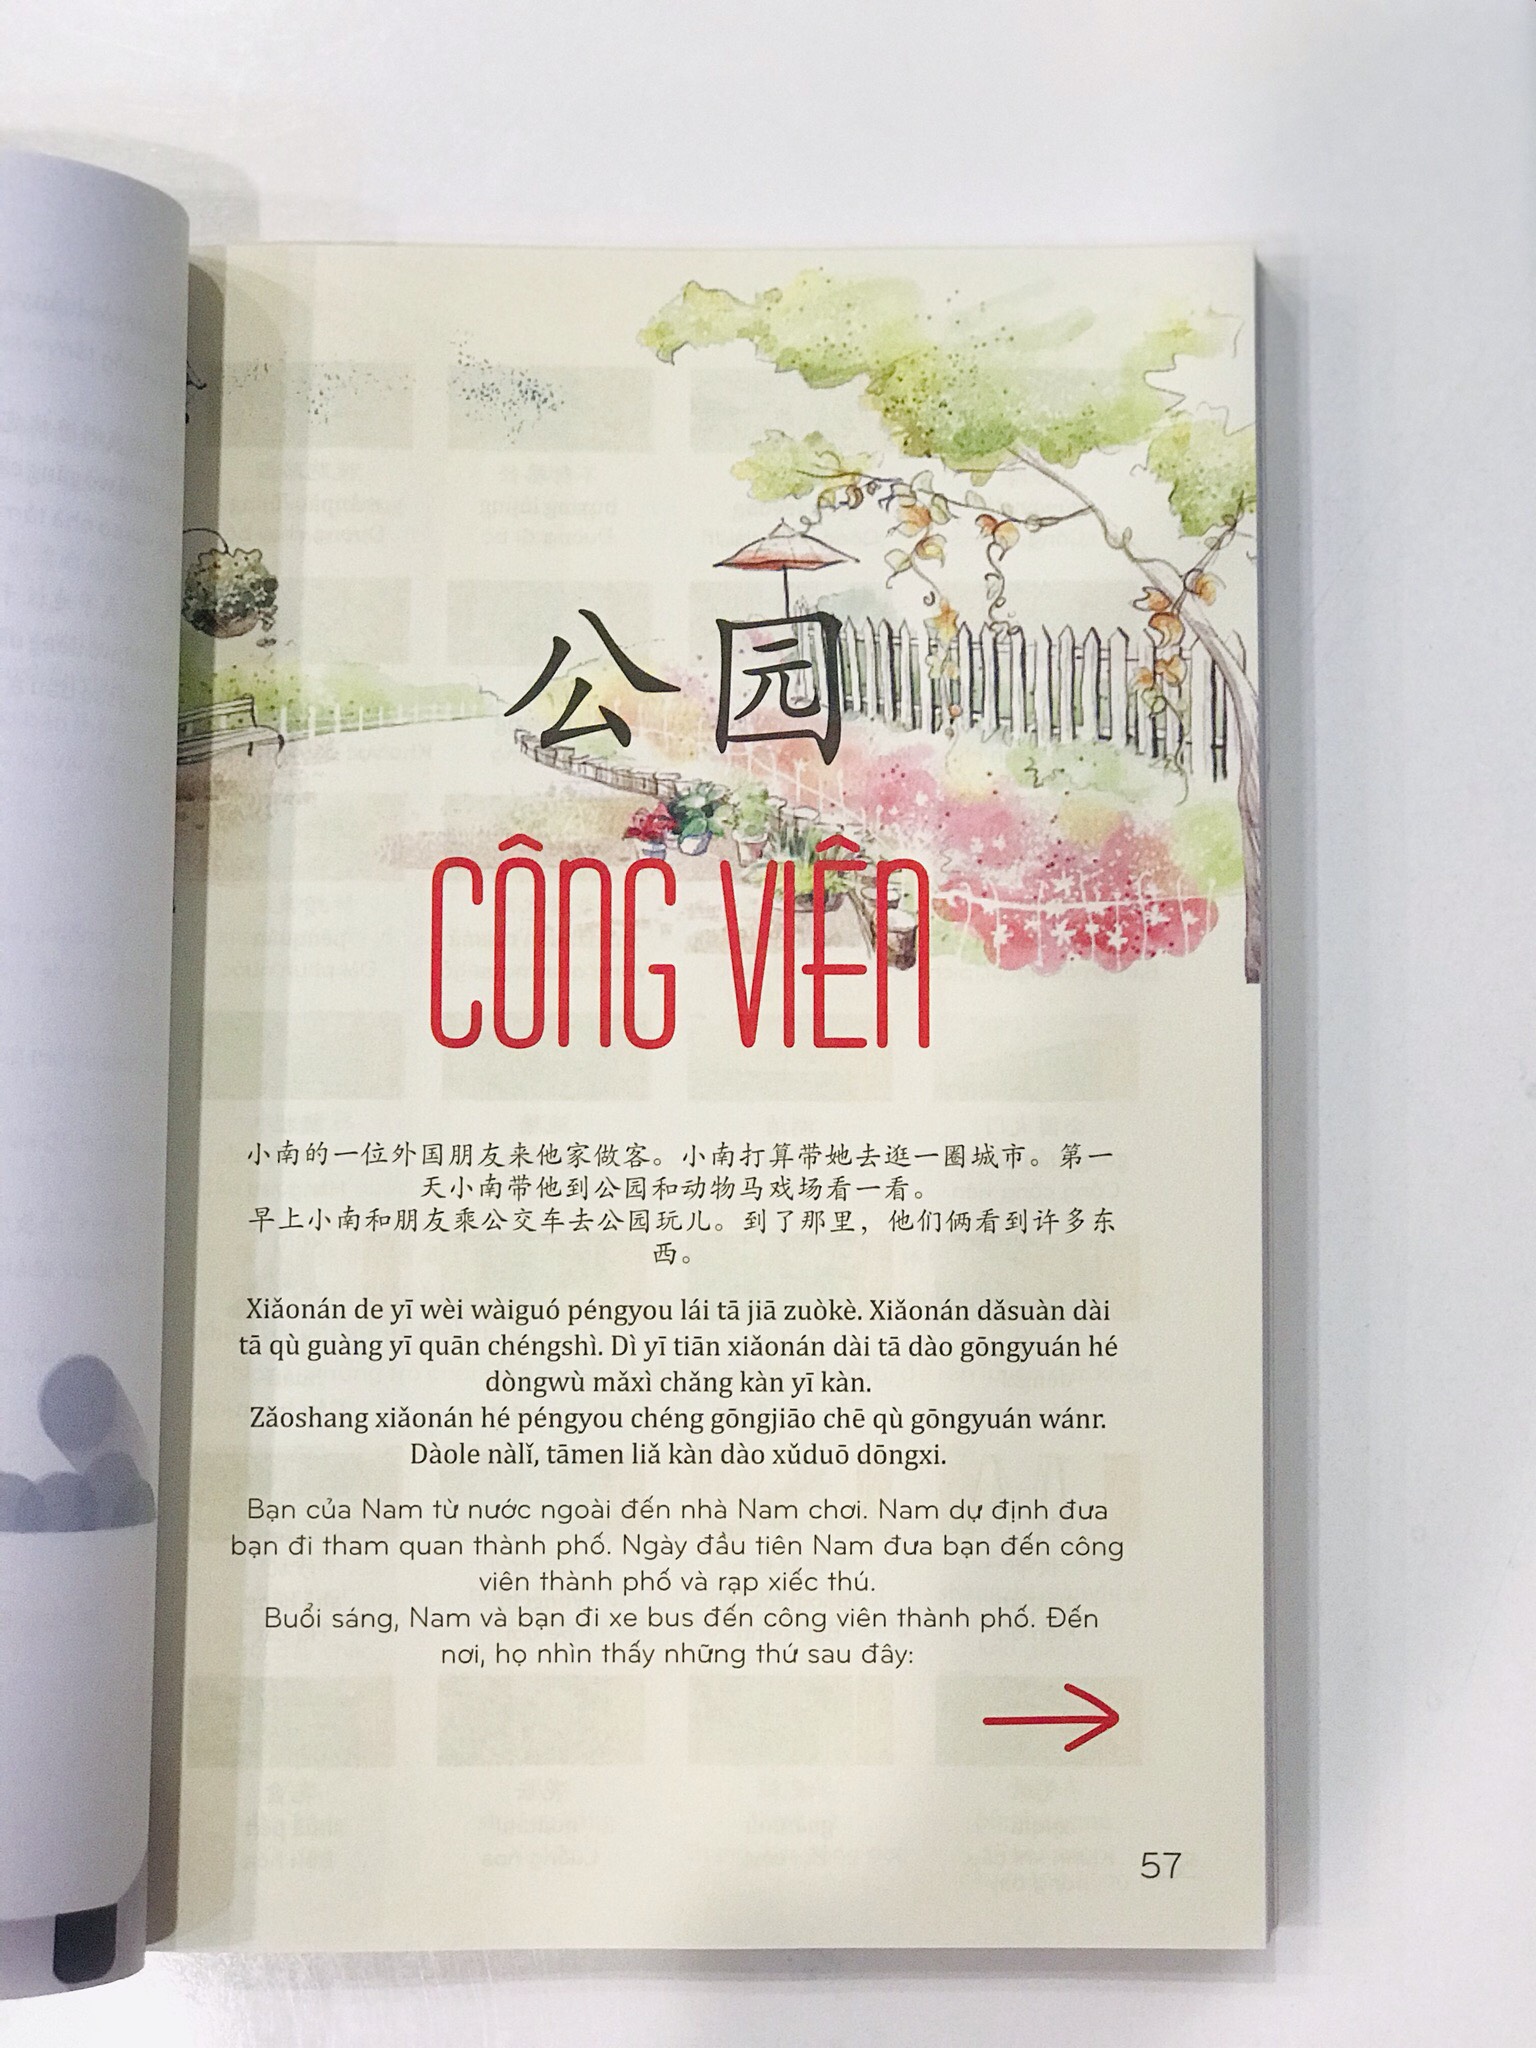 公园
CÔNG VIÊN
小南的一位外国朋友来他家做客。小南打算带她去逛一圈城市。第一
天小南带他到公园和动物马戏场看一看。
早上小南和朋友乘公交车去公园玩儿。到了那里，他们俩看到许多东
西。
Xiǎonán de yī wèi wàiguó péngyou lái tā jiā zuòkè. Xiǎonán dǎsuàn dài
tā qù guàng yī quān chéngshì. Dì yī tiān xiǎonán dài tā dào gōngyuán hé
dòngwù mǎxì chǎng kàn yī kàn.
Zǎoshang xiǎonán hé péngyou chéng gōngjiāo chē qù gōngyuán wánr.
Dàole nàlǐ, tāmen liǎ kàn dào xǔduō dōngxi.
Bạn của Nam từ nước ngoài đến nhà Nam chơi. Nam dự định đưa
bạn đi tham quan thành phố. Ngày đầu tiên Nam đưa bạn đến công
viên thành phố và rạp xiếc thú.
Buổi sáng, Nam và bạn đi xe bus đến công viên thành phố. Đến
nơi, họ nhìn thấy những thứ sau đây:
57